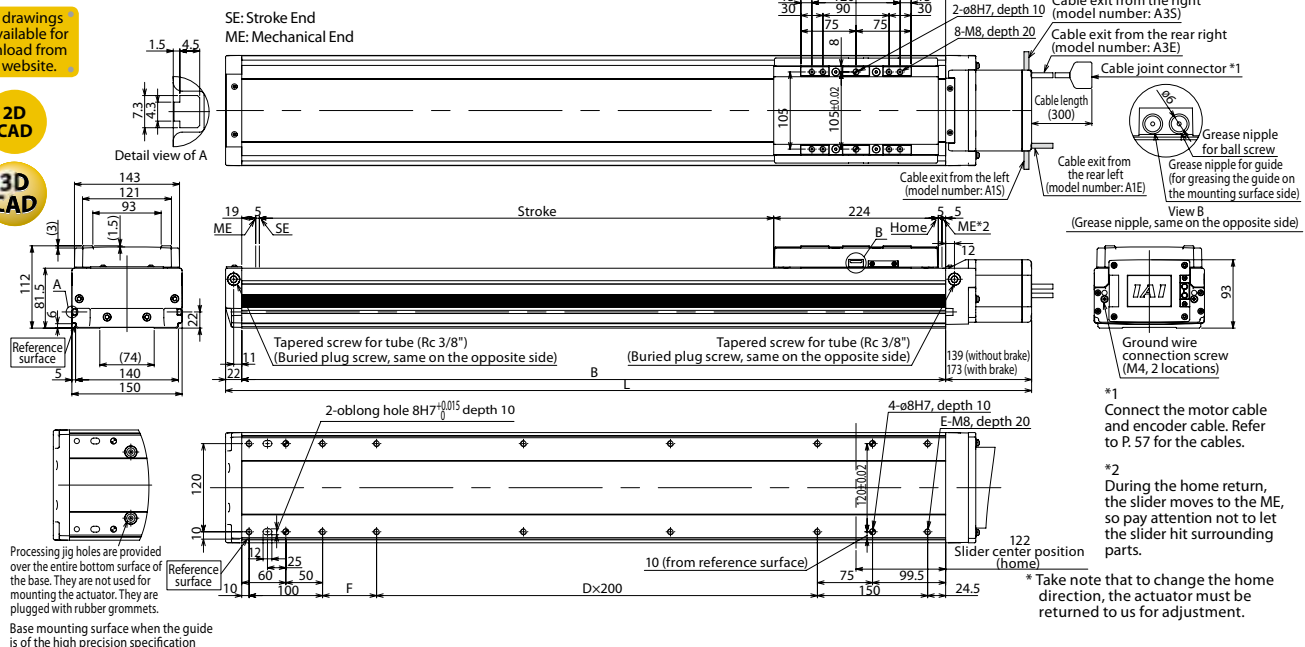 drawings
vailable for
nload from
website.
2D
CAD
3D
CAD
SE: Stroke End
ME: Mechanical End
1.5 4.5
7.3
4.3
Detail view of A
30 90 30
75 75
8
2-ø8H7, depth 10
8-M8, depth 20
105
105±0.02
Cable exit from the right
(model number: A3S)
Cable exit from the rear right
(model number: A3E)
Cable joint connector *1
Cable length
(300)
Cable exit from the left
(model number: A1S)
Cable exit from
the rear left
(model number: A1E)
ø6
Grease nipple
for ball screw
Grease nipple for guide
(for greasing the guide on
the mounting surface side)
View B
(Grease nipple, same on the opposite side)
143
121
93
(3)
(1.5)
112
81.5
A
6
22
Reference
surface
(74)
5 140
150
19 5 Stroke 224 5 5
ME SE B Home ME*2
12
Tapered screw for tube (Rc 3/8")
(Buried plug screw, same on the opposite side)
Tapered screw for tube (Rc 3/8")
(Buried plug screw, same on the opposite side)
11
22 B
139 (without brake)
173 (with brake)
L
IAI
93
Ground wire
connection screw
(M4, 2 locations)
*1
Connect the motor cable
and encoder cable. Refer
to P. 57 for the cables.
*2
During the home return,
the slider moves to the ME,
so pay attention not to let
the slider hit surrounding
parts.
* Take note that to change the home
direction, the actuator must be
returned to us for adjustment.
2-oblong hole 8H7 +0.015 0 depth 10
4-ø8H7, depth 10
E-M8, depth 20
120
10
120±0.02
Reference
surface
12
25
60 50
10 100 F D×200
10 (from reference surface)
122
Slider center position
(home)
75 99.5
150 24.5
Processing jig holes are provided
over the entire bottom surface of
the base. They are not used for
mounting the actuator. They are
plugged with rubber grommets.
Base mounting surface when the guide
is of the high precision specification